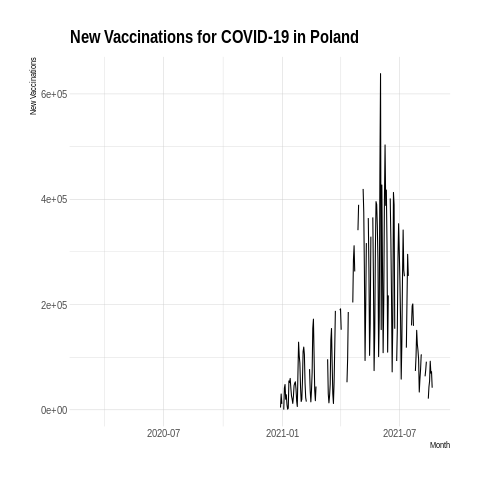 New Vaccinations for COVID-19 in Poland
New Vaccinations
6e+05
4e+05
2e+05
0e+00
2020-07
2021-01
2021-07
Month